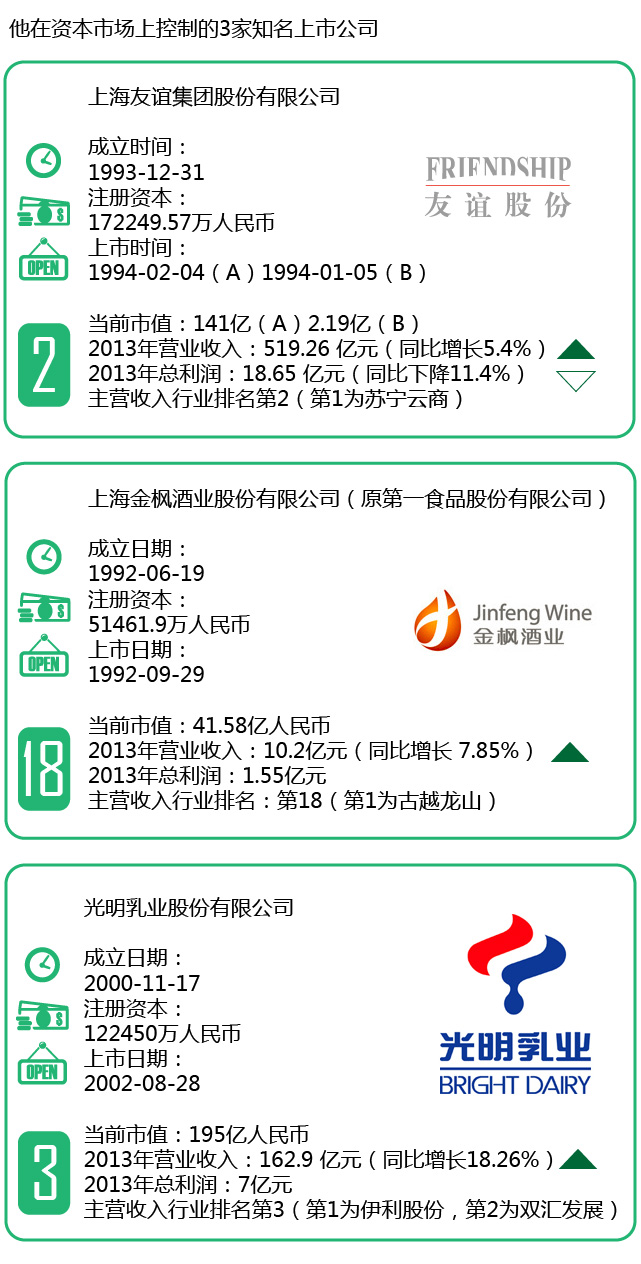 他在资本市场上控制的3家知名上市公司
上海友谊集团股份有限公司
成立时间：
1993-12-31
注册资本：
172249.57万人民币
上市时间：
1994-02-04（A）1994-01-05（B）
FRIENDSHIP
友谊股份
OPEN
当前市值：141亿（A）2.19亿（B）
2013年营业收入：519.26 亿元（同比增长5.4%）
2013年总利润：18.65 亿元（同比下降11.4%）
主营收入行业排名第2（第1为苏宁云商）
2
上海金枫酒业股份有限公司（原第一食品股份有限公司）
成立日期：
1992-06-19
注册资本：
51461.9万人民币
上市日期：
1992-09-29
Jinfeng Wine
金枫酒业
OPEN
当前市值：41.58亿人民币
2013年营业收入：10.2亿元（同比增长 7.85%）
2013年总利润：1.55亿元
主营收入行业排名：第18（第1为古越龙山）
18
光明乳业股份有限公司
成立日期：
2000-11-17
注册资本：
122450万人民币
上市日期：
2002-08-28
光明乳业
BRIGHT DAIRY
OPEN
当前市值：195亿人民币
2013年营业收入：162.9 亿元（同比增长18.26%）
2013年总利润：7亿元
主营收入行业排名第3（第1为伊利股份，第2为双汇发展）
3